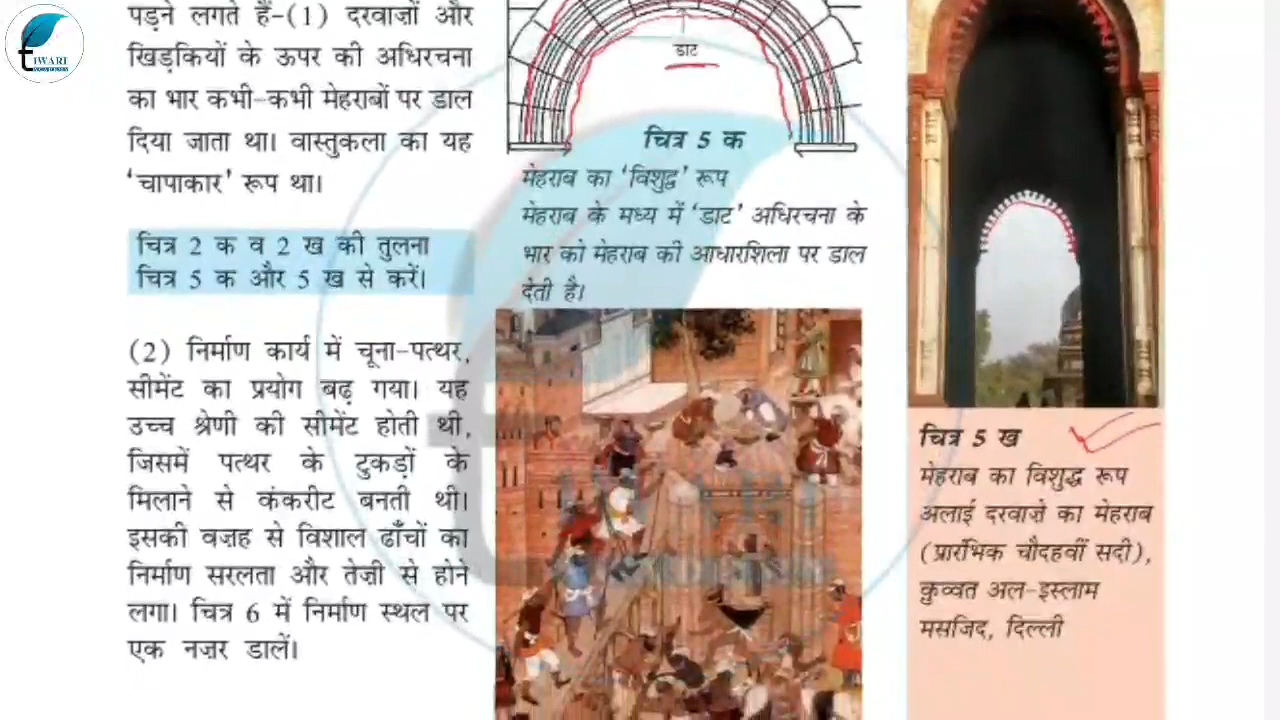 TIWARI
पड़ने लगते हैं-(1) दरवाज़ों और
खिड़कियों के ऊपर की अधिरचना
का भार कभी-कभी मेहराबों पर डाल
दिया जाता था। वास्तुकला का यह
‘चापाकार’ रूप था।
चित्र 2 क व 2 ख की तुलना
चित्र 5 क और 5 ख से करें।
(2) निर्माण कार्य में चूना-पत्थर,
सीमेंट का प्रयोग बढ़ गया। यह
उच्च श्रेणी की सीमेंट होती थी,
जिसमें पत्थर के टुकड़ों के
मिलाने से कंकरीट बनती थी।
इसकी वजह से विशाल ढाँचों का
निर्माण सरलता और तेज़ी से होने
लगा। चित्र 6 में निर्माण स्थल पर
एक नज़र डालें।
डाट
चित्र 5 क
मेहराब का ‘विशुद्ध’ रूप
मेहराब के मध्य में ‘डाट’ अधिरचना के
भार को मेहराब की आधारशिला पर डाल
देती है।
चित्र 5 ख
मेहराब का विशुद्ध रूप
अलाई दरवाज़े का मेहराब
(प्रारंभिक चौदहवीं सदी),
क़ुव्वत अल-इस्लाम
मसजिद, दिल्ली